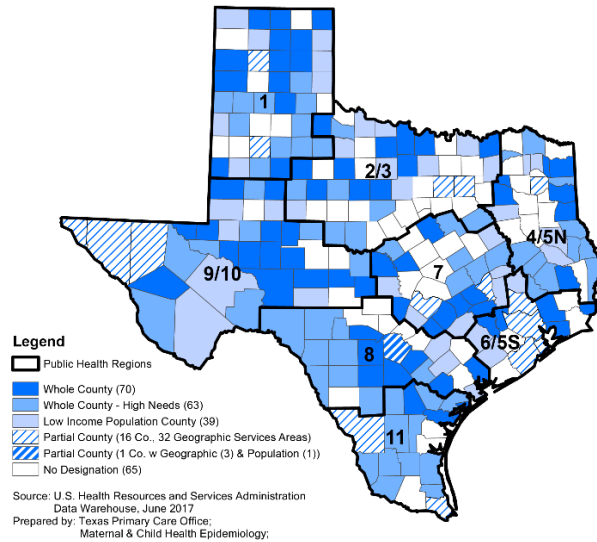 1
2/3
4/5N
7
9/10
6/5S
8
11
Legend
Public Health Regions
Whole County (70)
Whole County - High Needs (63)
Low Income Population County (39)
Partial County (16 Co., 32 Geographic Services Areas)
Partial County (1 Co. w Geographic (3) & Population (1))
No Designation (65)
Source: U.S. Health Resources and Services Administration
Data Warehouse, June 2017
Prepared by: Texas Primary Care Office;
Maternal & Child Health Epidemiology;